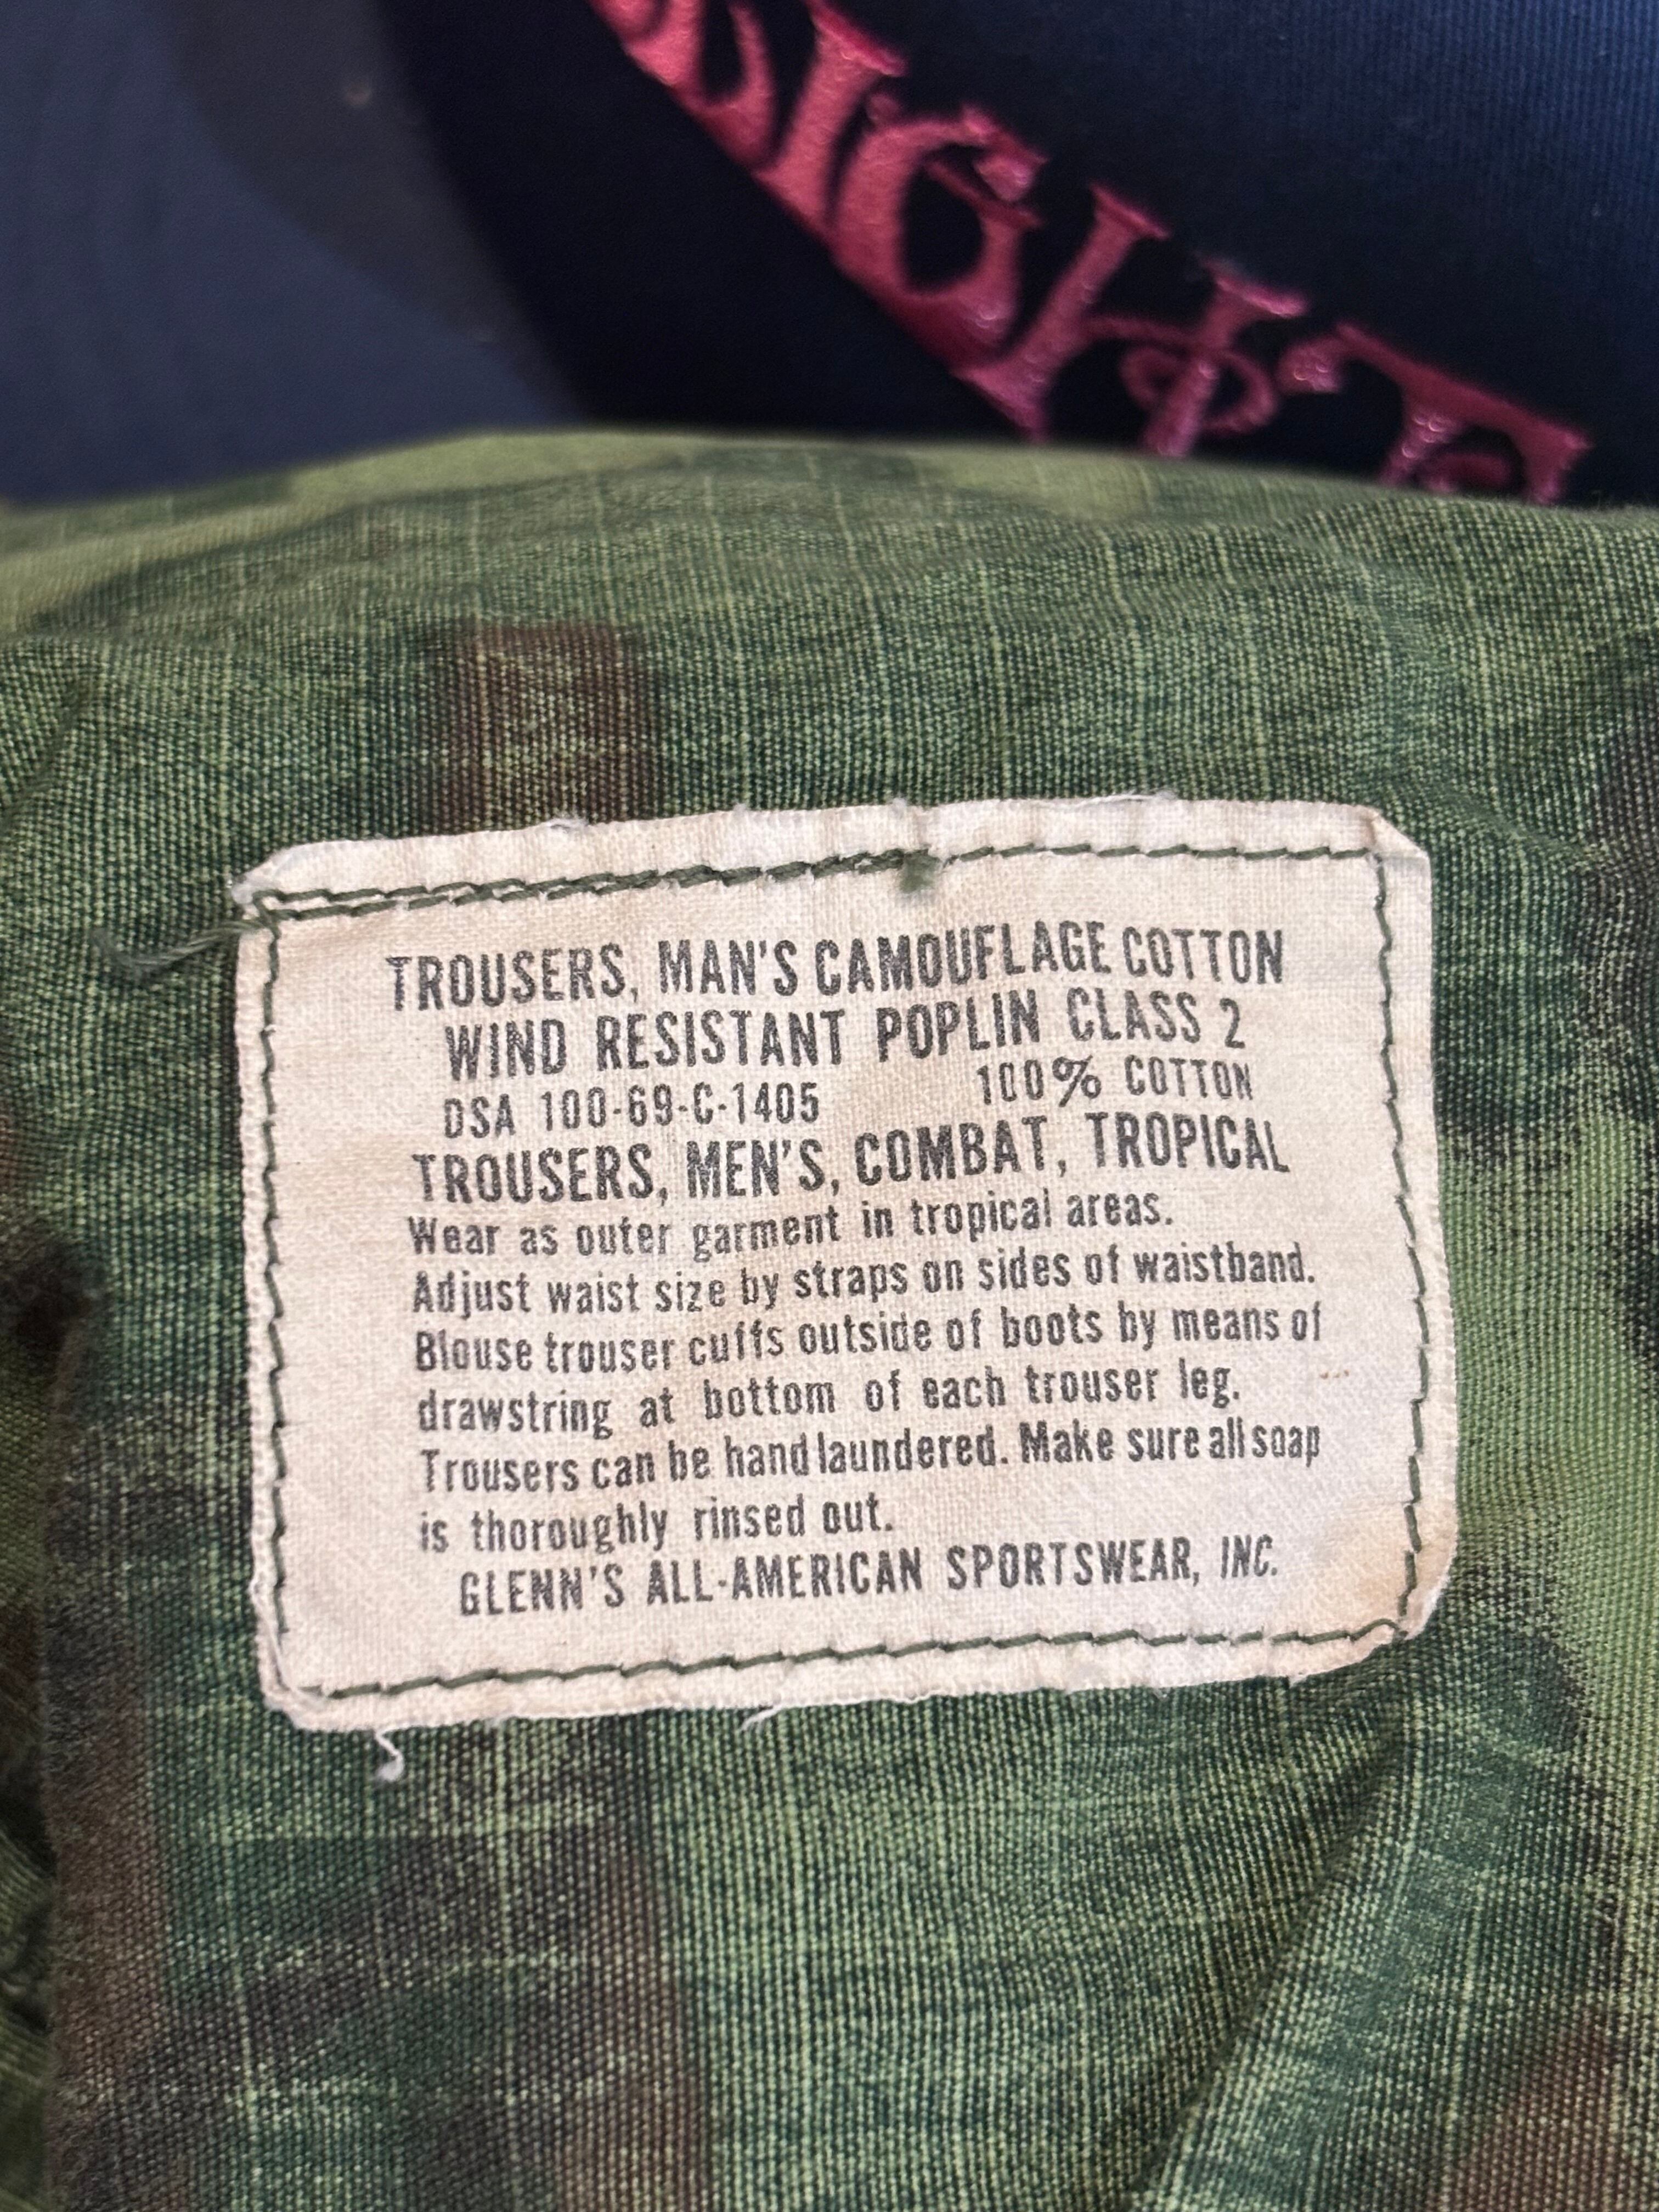 LIGHT
TROUSERS, MAN'S CAMOUFLAGE COTTON
WIND RESISTANT POPLIN CLASS 2
DSA 100-69-C-1405 100% COTTON
TROUSERS, MEN'S, COMBAT, TROPICAL
Wear as outer garment in tropical areas.
Adjust waist size by straps on sides of waistband.
Blouse trouser cuffs outside of boots by means of
drawstring at bottom of each trouser leg.
Trousers can be hand laundered. Make sure all soap
is thoroughly rinsed out.
GLENN'S ALL-AMERICAN SPORTSWEAR, INC.